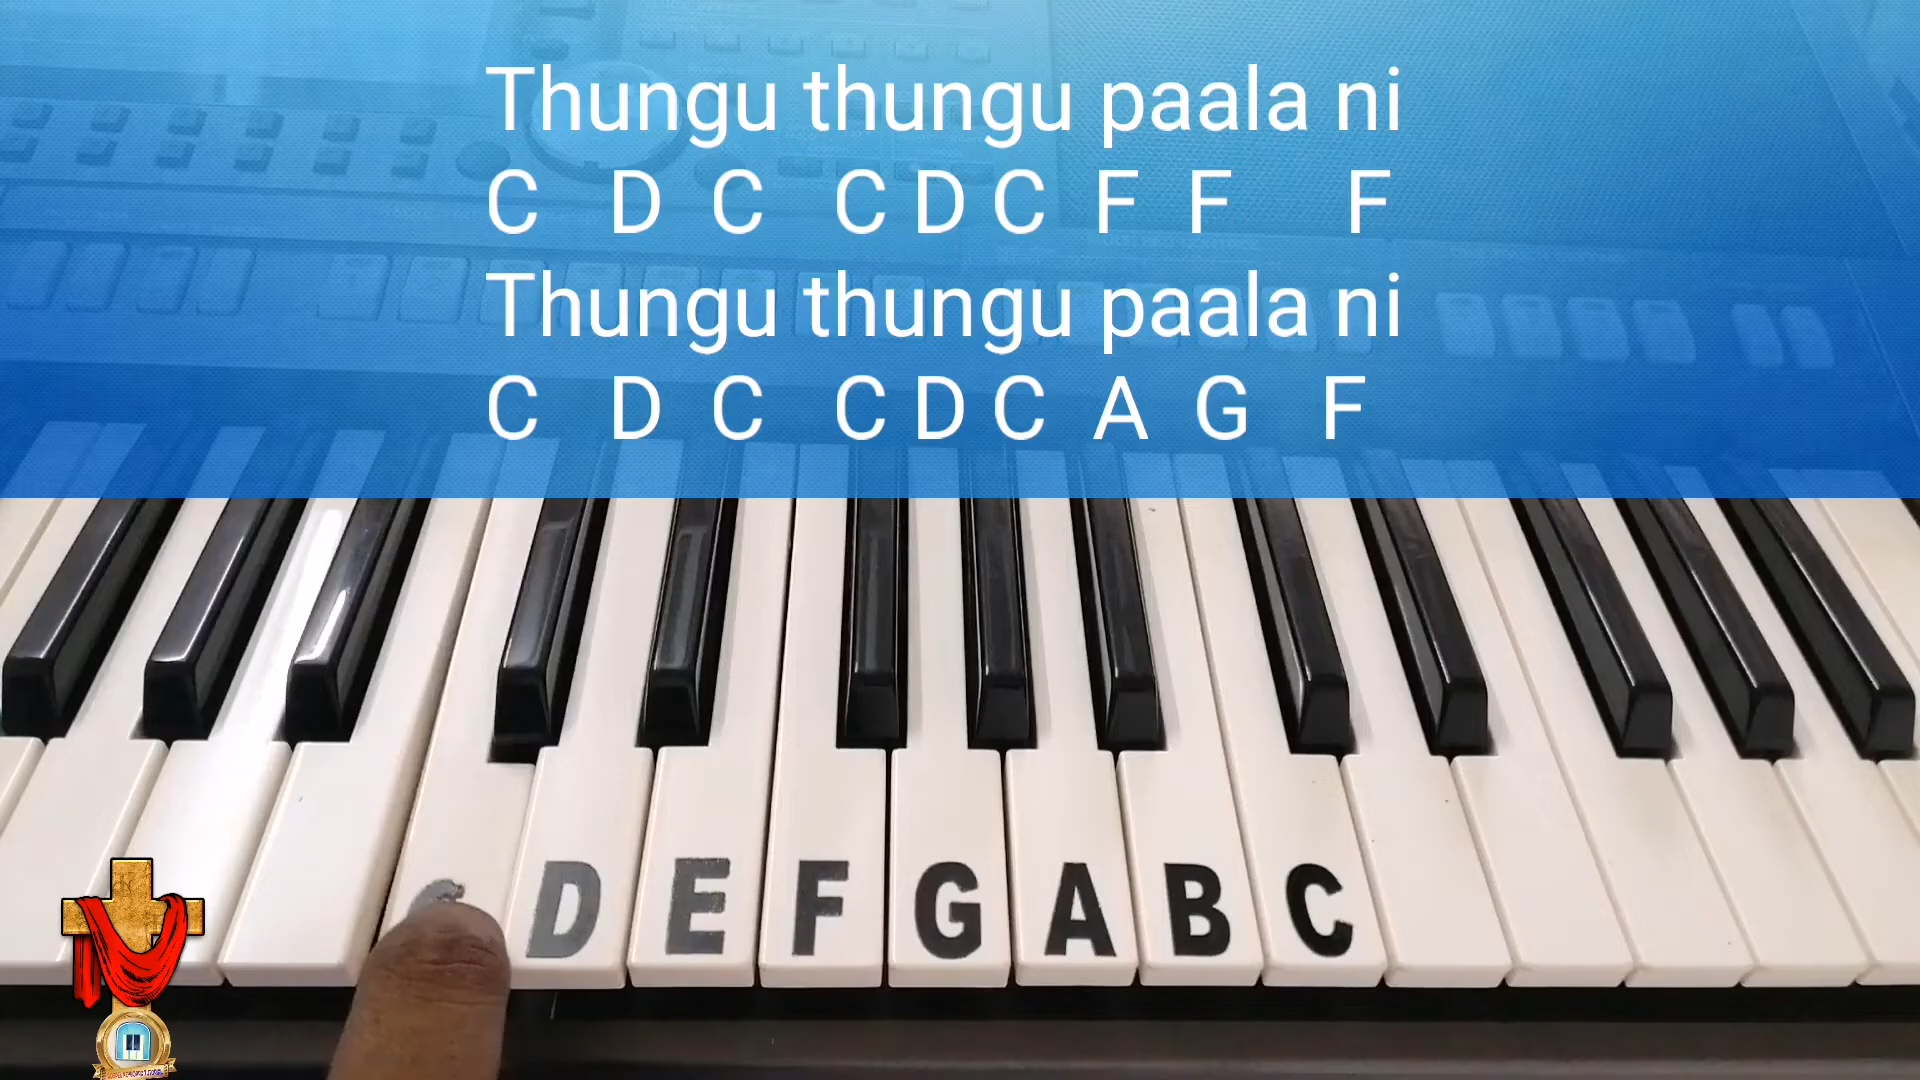 Thungu thungu paala ni
C D C C D C F F F
Thungu thungu paala ni
C D C C D C A G F
D E F G A B C